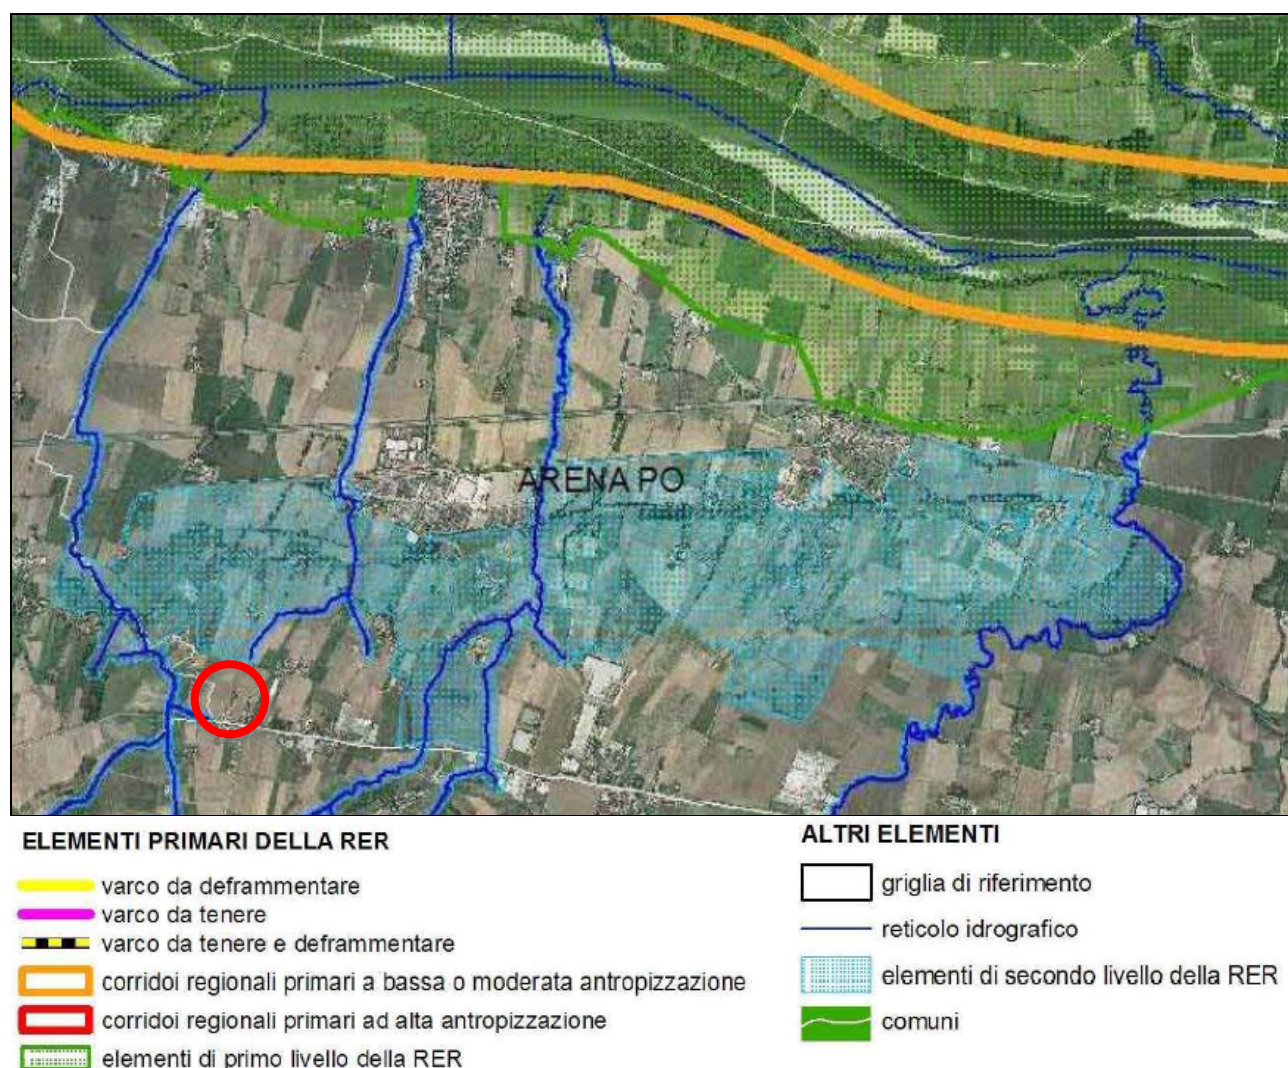 ARENA PO
ELEMENTI PRIMARI DELLA RER
varco da deframmentare
varco da tenere
varco da tenere e deframmentare
corridoi regionali primari a bassa o moderata antropizzazione
corridoi regionali primari ad alta antropizzazione
elementi di primo livello della RER
ALTRI ELEMENTI
griglia di riferimento
reticolo idrografico
elementi di secondo livello della RER
comuni